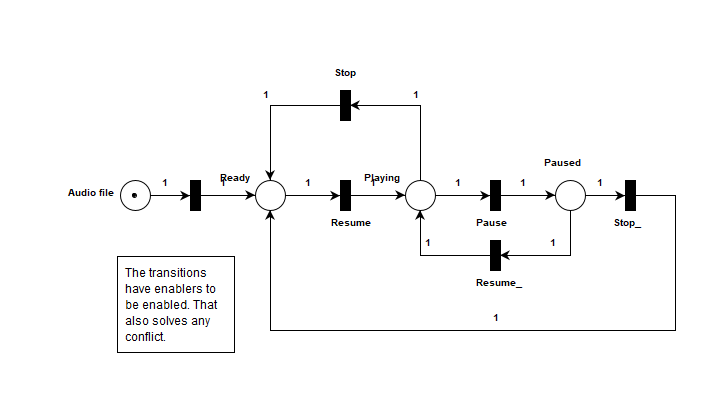 Stop
1 1
Paused
Audio file 1 1 Ready 1 1 Playing 1 1 1
Resume Pause Stop_
1 1
Resume_
The transitions
have enablers to
be enabled. That
also solves any
conflict.
1